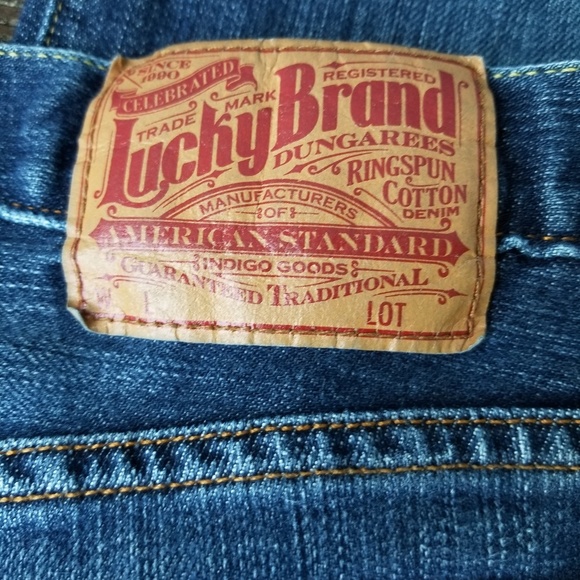 SINCE 1990
CELEBRATED
REGISTERED
TRADE MARK
Lucky Brand
DUNGAREES
RINGSPUN
COTTON
DENIM
MANUFACTURERS
OF
AMERICAN STANDARD
INDIGO GOODS
GUARANTEED TRADITIONAL
W L LOT